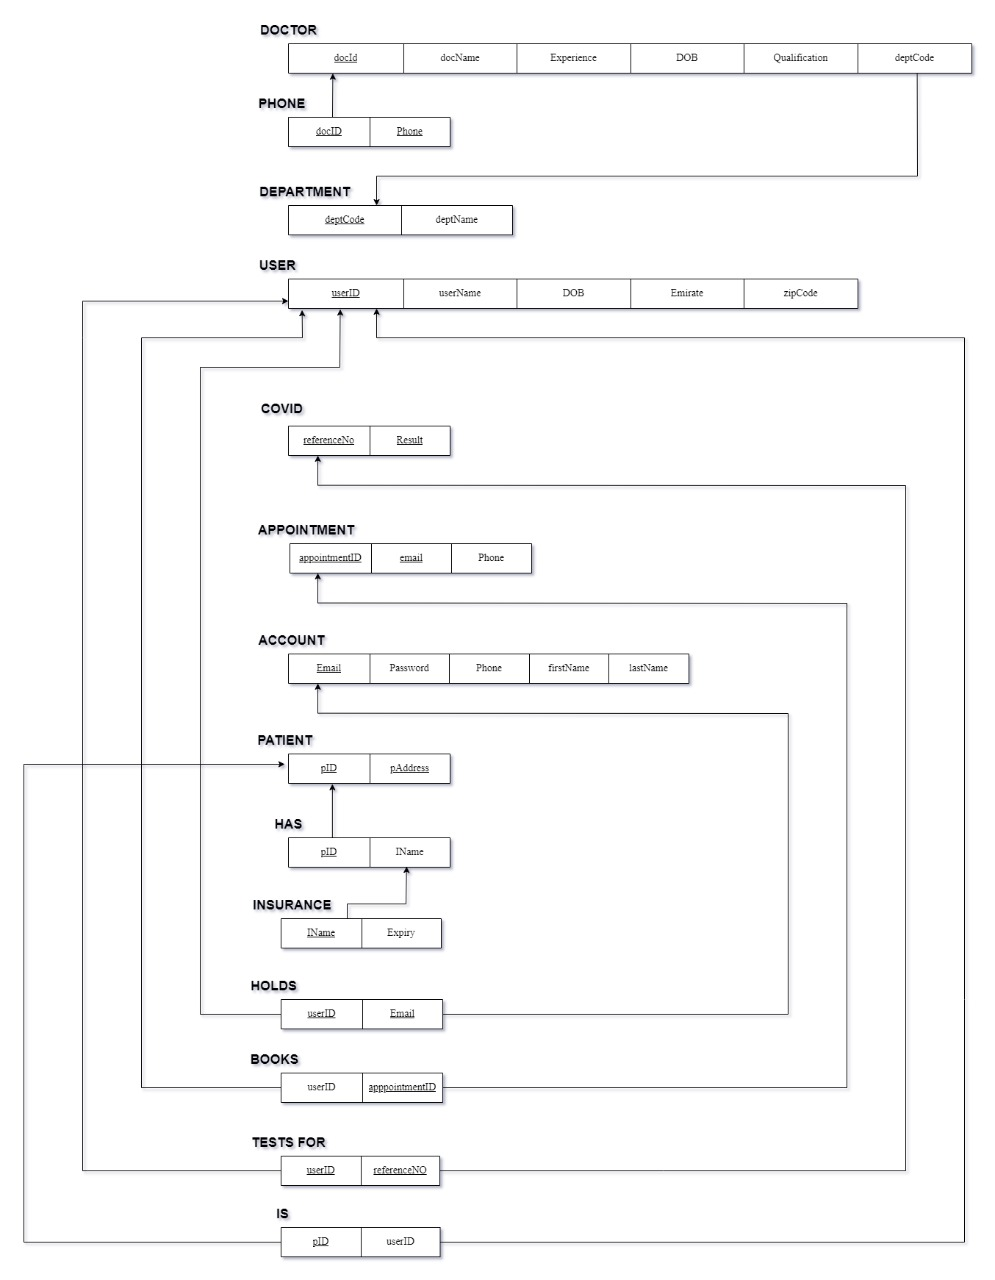 DOCTOR
docId docName Experience DOB Qualification deptCode
PHONE
docID Phone
DEPARTMENT
deptCode deptName
USER
userID userName DOB Emirate zipCode
COVID
referenceNo Result
APPOINTMENT
appointmentID email Phone
ACCOUNT
Email Password Phone firstName lastName
PATIENT
pID pAddress
HAS
pID IName
INSURANCE
IName Expiry
HOLDS
userID Email
BOOKS
userID apppointmentID
TESTS FOR
userID referenceNO
IS
pID userID